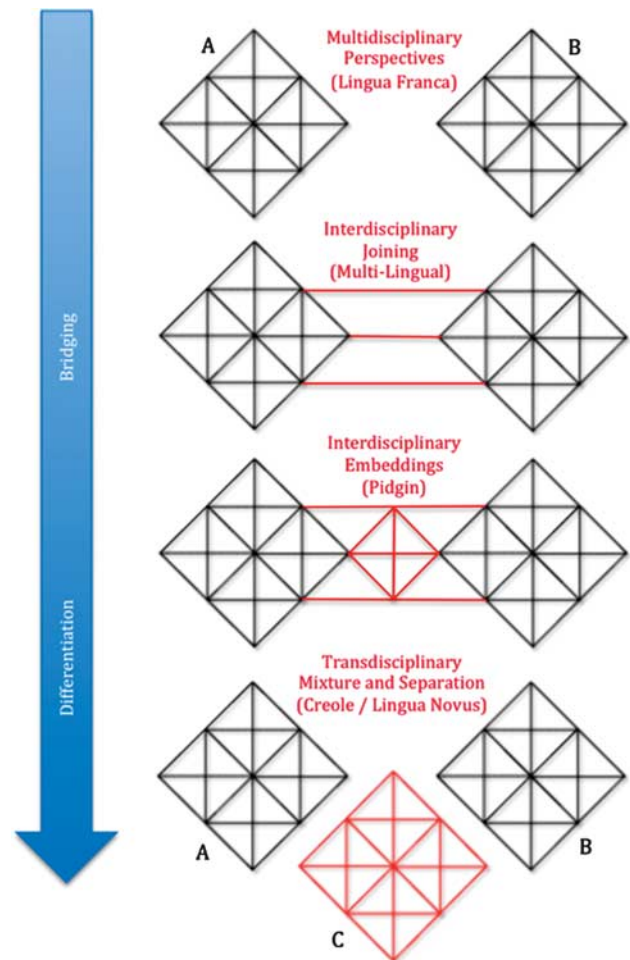 A
Multidisciplinary
Perspectives
(Lingua Franca)
B
Interdisciplinary
Joining
(Multi-Lingual)
Bridging
Interdisciplinary
Embeddings
(Pidgin)
Differentiation
Transdisciplinary
Mixture and Separation
(Creole / Lingua Novus)
A
B
C